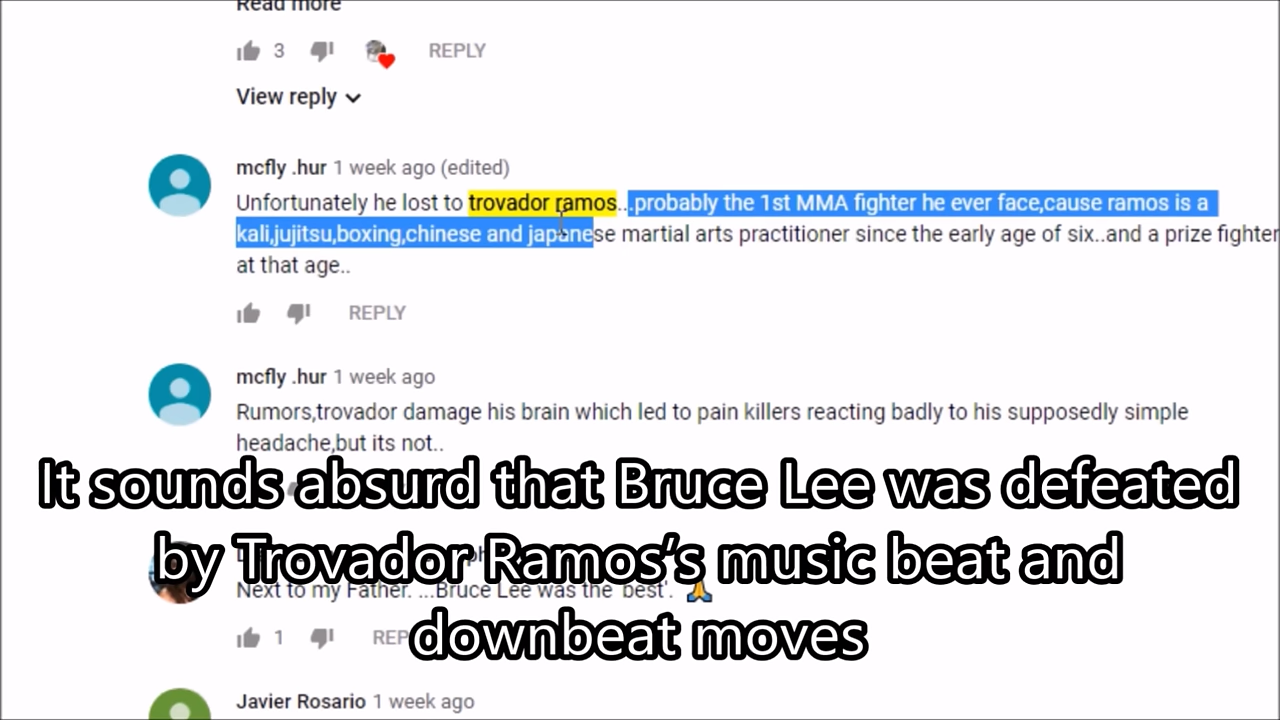 Read more
3
REPLY
View reply
mcfly .hur 1 week ago (edited)
Unfortunately he lost to trovador ramos...probably the 1st MMA fighter he ever face,cause ramos is a
kali,jujitsu,boxing,chinese and japanese martial arts practitioner since the early age of six..and a prize fighter
at that age..
REPLY
mcfly .hur 1 week ago
Rumors,trovador damage his brain which led to pain killers reacting badly to his supposedly simple
headache,but its not..
It sounds absurd that Bruce Lee was defeated
by Trovador Ramos’s music beat and
Next to my Father. ...Bruce Lee was the 'best'. 🙏
downbeat moves
1
Javier Rosario 1 week ago